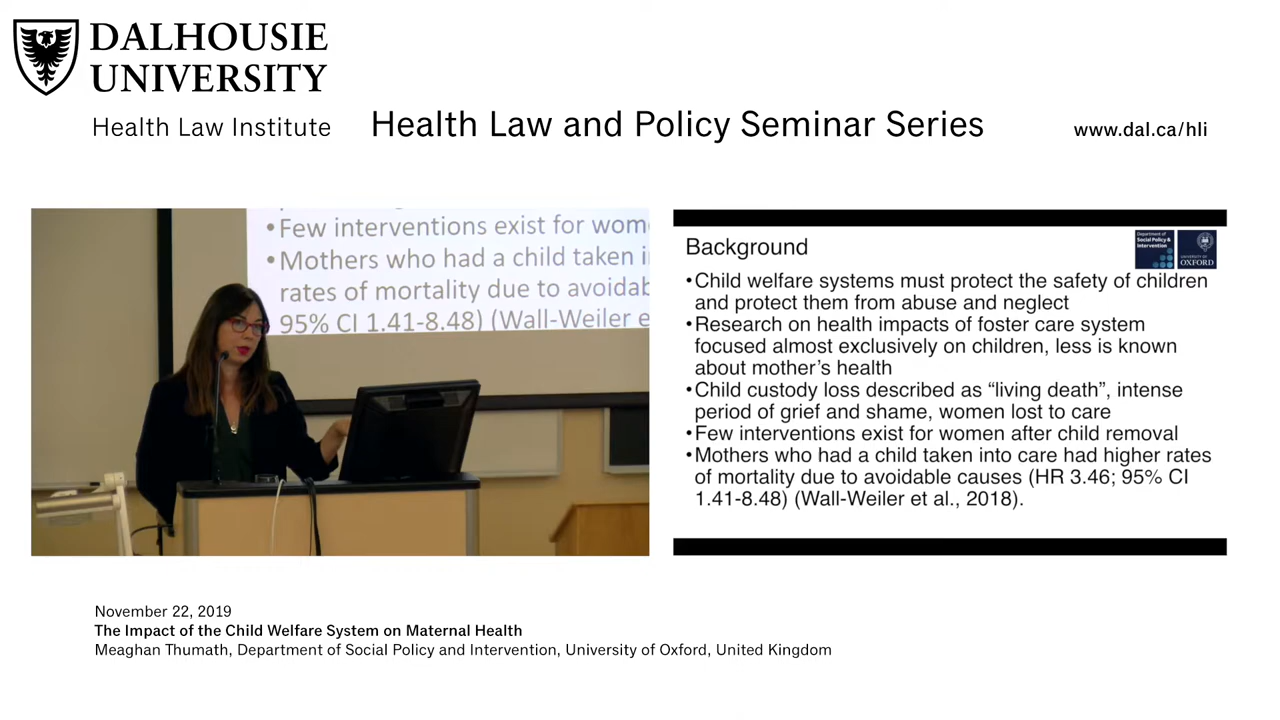 DALHOUSIE
UNIVERSITY
Health Law Institute
Health Law and Policy Seminar Series
www.dal.ca/hli
•Few interventions exist for wom
•Mothers who had a child taken i
rates of mortality due to avoidab
95% CI 1.41-8.48) (Wall-Weiler e
Background
Department of
Social Policy &
Intervention
UNIVERSITY OF
OXFORD
•Child welfare systems must protect the safety of children
and protect them from abuse and neglect
•Research on health impacts of foster care system
focused almost exclusively on children, less is known
about mother's health
•Child custody loss described as “living death”, intense
period of grief and shame, women lost to care
•Few interventions exist for women after child removal
•Mothers who had a child taken into care had higher rates
of mortality due to avoidable causes (HR 3.46; 95% CI
1.41-8.48) (Wall-Weiler et al., 2018).
November 22, 2019
The Impact of the Child Welfare System on Maternal Health
Meaghan Thumath, Department of Social Policy and Intervention, University of Oxford, United Kingdom